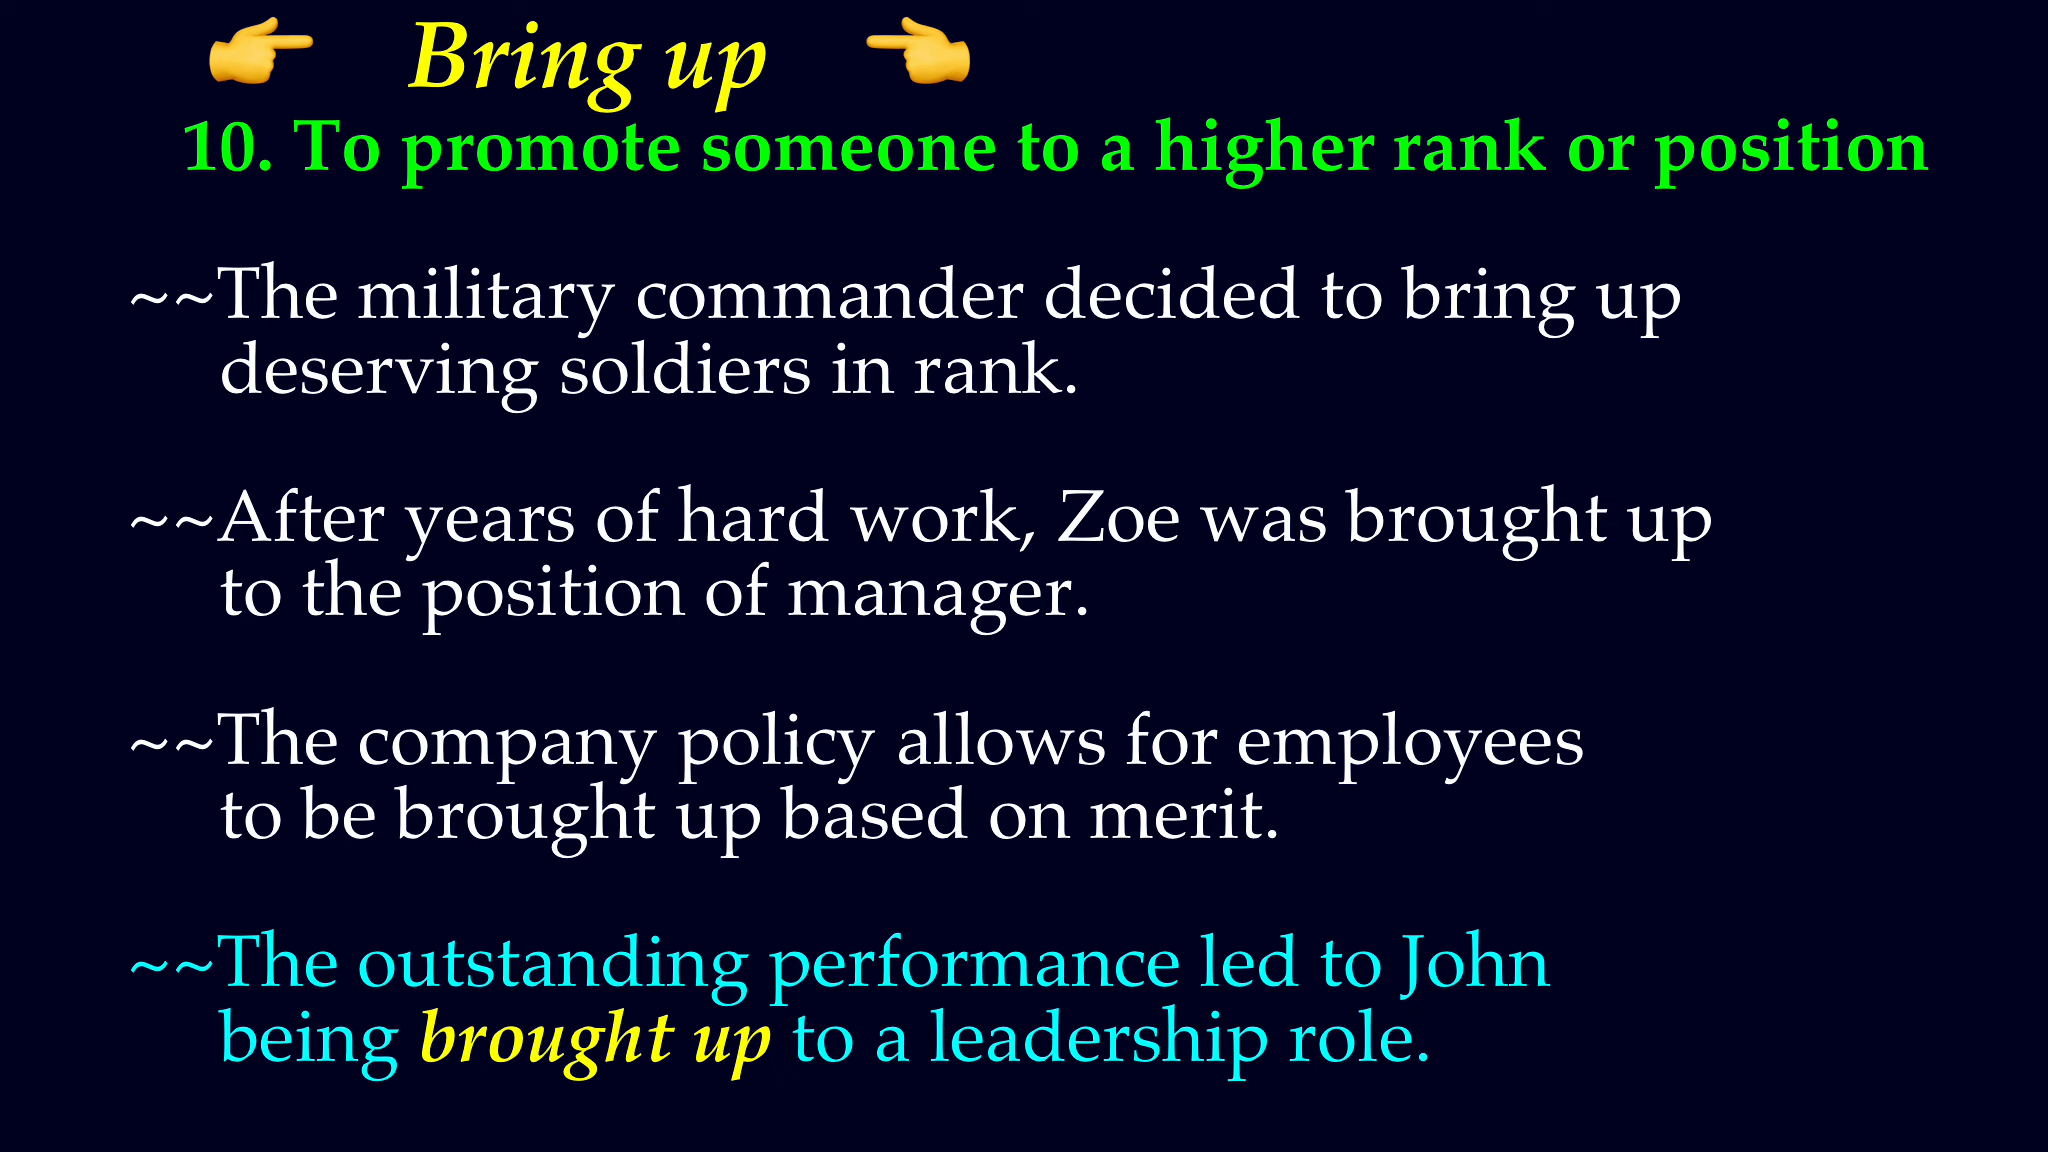 Bring up
10. To promote someone to a higher rank or position
~~The military commander decided to bring up
deserving soldiers in rank.
~~After years of hard work, Zoe was brought up
to the position of manager.
~~The company policy allows for employees
to be brought up based on merit.
~~The outstanding performance led to John
being brought up to a leadership role.